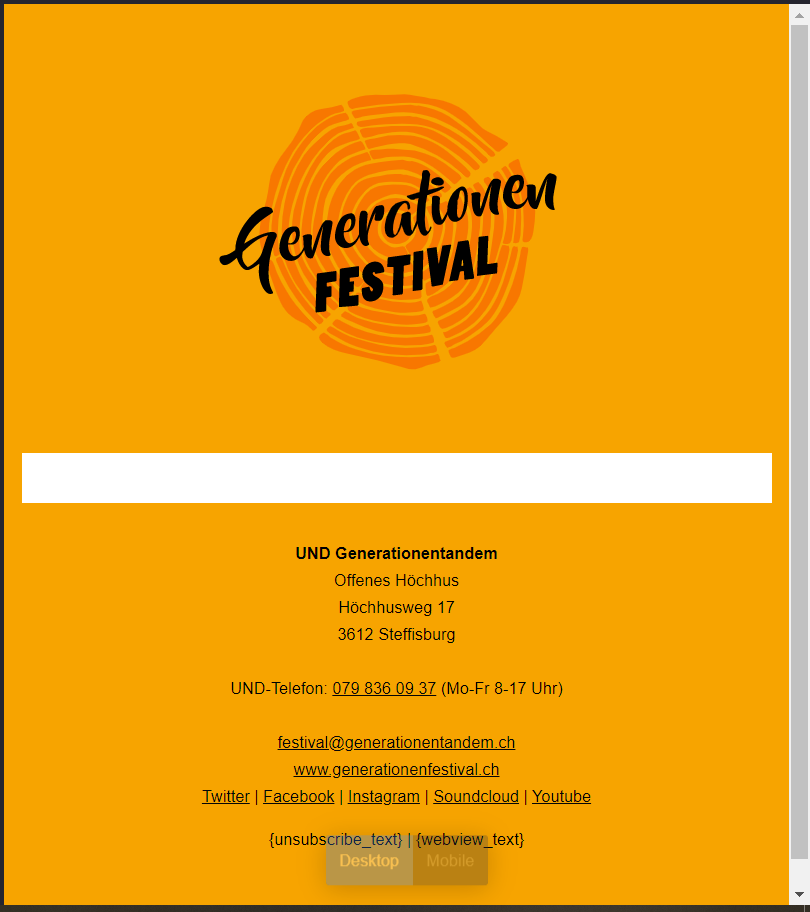 Generationen
FESTIVAL
UND Generationentandem
Offenes Höchhus
Höchhusweg 17
3612 Steffisburg
UND-Telefon: 079 836 09 37 (Mo-Fr 8-17 Uhr)
festival@generationentandem.ch
www.generationenfestival.ch
Twitter | Facebook | Instagram | Soundcloud | Youtube
{unsubscribe_text} | {webview_text}
Desktop Mobile